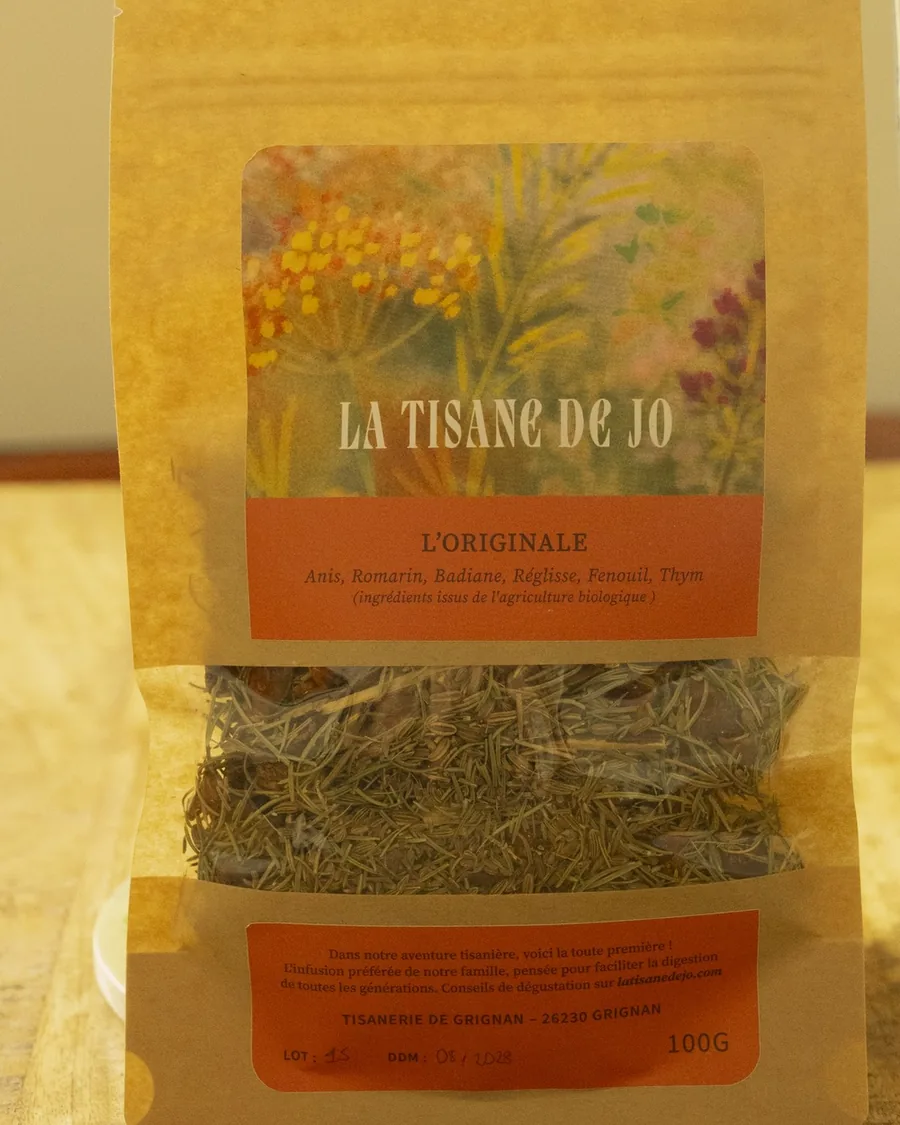 LA TISANE DE JO
L'ORIGINALE
Anis, Romarin, Badiane, Réglisse, Fenouil, Thym
(ingrédients issus de l'agriculture biologique )
Dans notre aventure tisanière, voici la toute première !
L'infusion préférée de notre famille, pensée pour faciliter la digestion
de toutes les générations. Conseils de dégustation sur latisanedejo.com
TISANERIE DE GRIGNAN – 26230 GRIGNAN
100G
LOT : 15 DDM : 08 / 2028